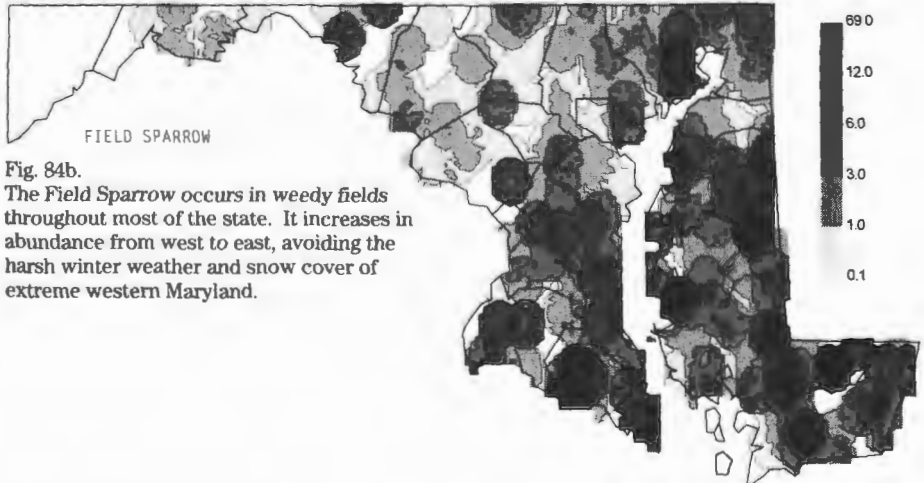 69.0
12.0
6.0
3.0
1.0
0.1
FIELD SPARROW
Fig. 84b.
The Field Sparrow occurs in weedy fields
throughout most of the state. It increases in
abundance from west to east, avoiding the
harsh winter weather and snow cover of
extreme western Maryland.